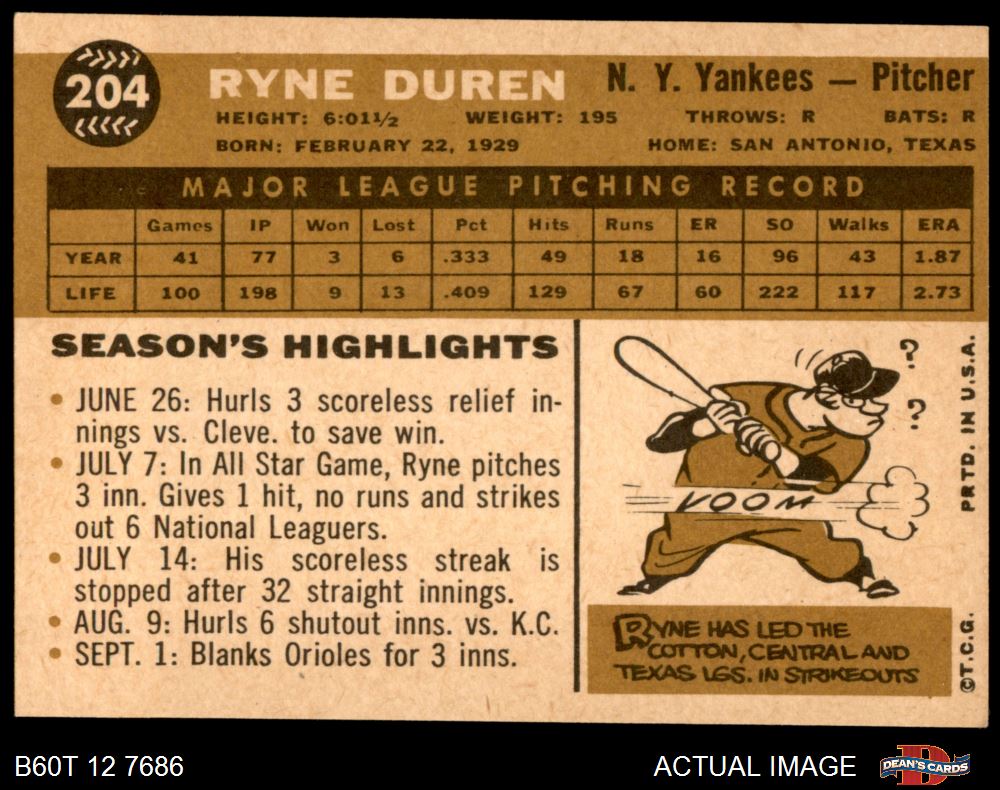 204
RYNE DUREN
N. Y. Yankees — Pitcher
HEIGHT: 6:01½ WEIGHT: 195 THROWS: R BATS: R
BORN: FEBRUARY 22, 1929 HOME: SAN ANTONIO, TEXAS
MAJOR LEAGUE PITCHING RECORD
Games IP Won Lost Pct Hits Runs ER SO Walks ERA
YEAR 41 77 3 6 .333 49 18 16 96 43 1.87
LIFE 100 198 9 13 .409 129 67 60 222 117 2.73
SEASON'S HIGHLIGHTS
• JUNE 26: Hurls 3 scoreless relief in-
nings vs. Cleve. to save win.
• JULY 7: In All Star Game, Ryne pitches
3 inn. Gives 1 hit, no runs and strikes
out 6 National Leaguers.
• JULY 14: His scoreless streak is
stopped after 32 straight innings.
• AUG. 9: Hurls 6 shutout inns. vs. K.C.
• SEPT. 1: Blanks Orioles for 3 inns.
?
?
VOOM
RYNE HAS LED THE
COTTON, CENTRAL AND
TEXAS LGS. IN STRIKEOUTS
PRTD. IN U.S.A.
©T.C.G.
B60T 12 7686
ACTUAL IMAGE
D
DEAN'S CARDS